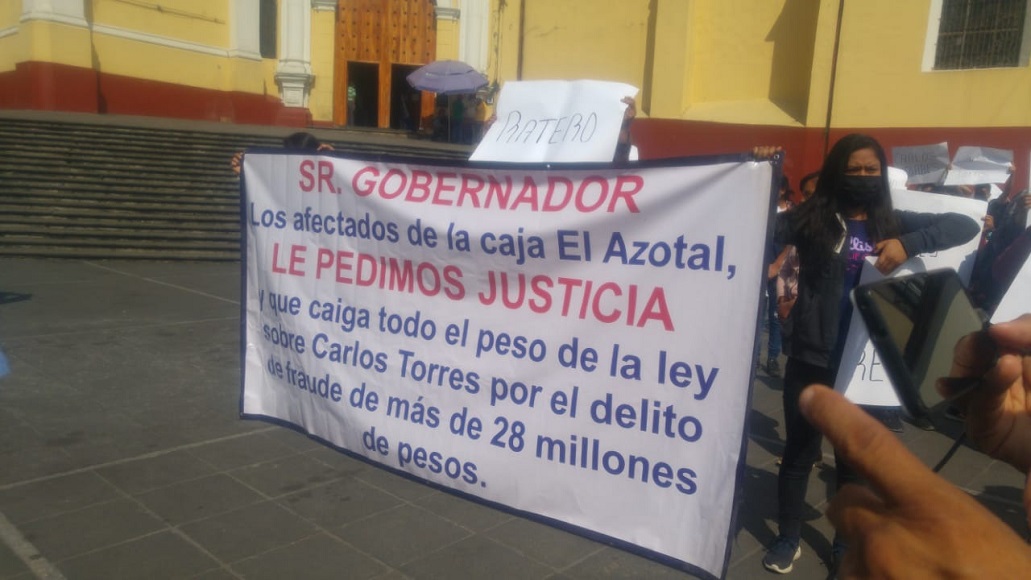 RATERO
SR. GOBERNADOR
Los afectados de la caja El Azotal,
LE PEDIMOS JUSTICIA
y que caiga todo el peso de la ley
sobre Carlos Torres por el delito
de fraude de más de 28 millones
de pesos.
RE